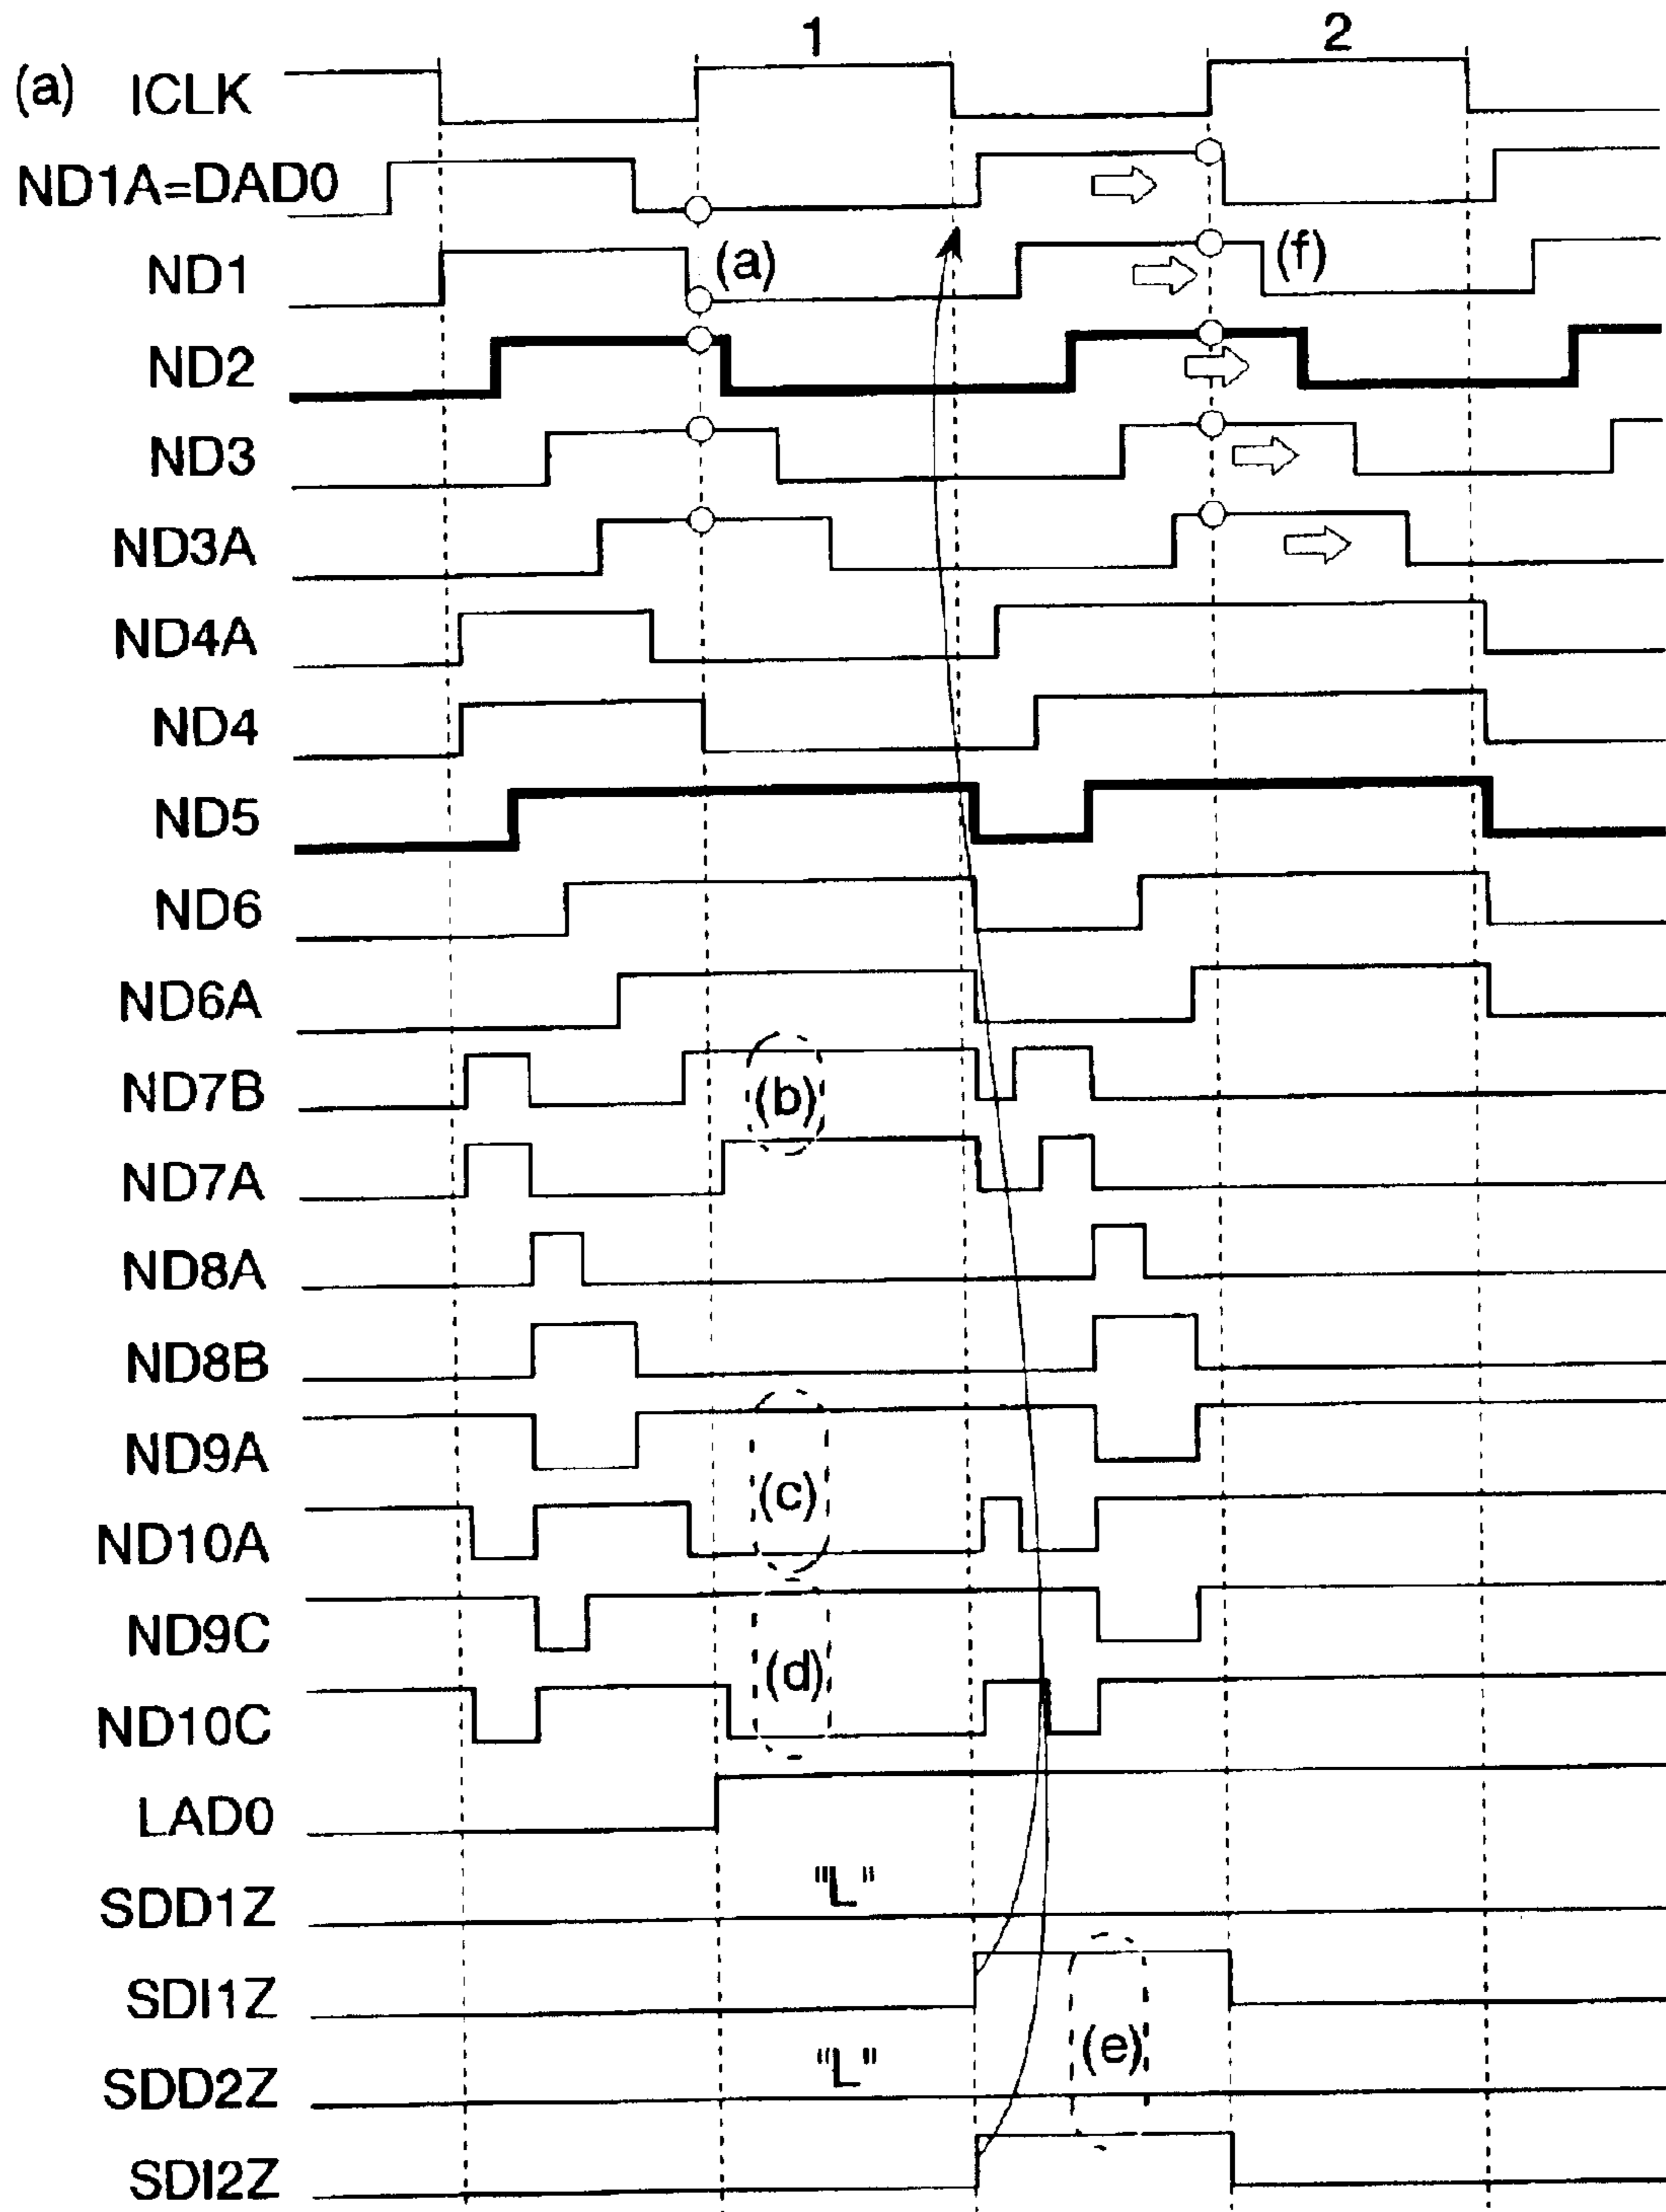 1 2
(a) ICLK
ND1A=DAD0
ND1 (a) (f)
ND2
ND3
ND3A
ND4A
ND4
ND5
ND6
ND6A
ND7B (b)
ND7A
ND8A
ND8B
ND9A
(c)
ND10A
ND9C
(d)
ND10C
LAD0
SDD1Z "L"
SDI1Z
(e)
SDD2Z "L"
SDI2Z